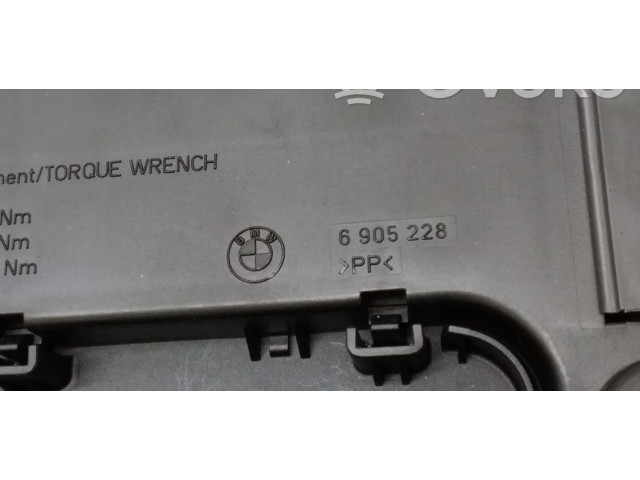 ment/TORQUE WRENCH
Nm
Nm
Nm
BMW
6 905 228
>PP<